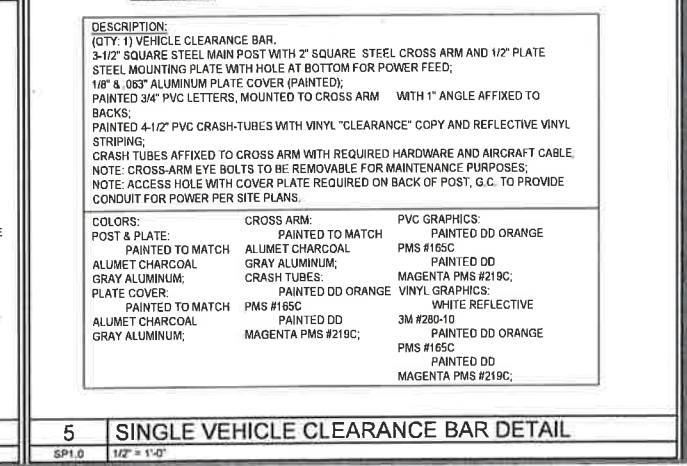 DESCRIPTION:
(QTY: 1) VEHICLE CLEARANCE BAR.
3-1/2" SQUARE STEEL MAIN POST WITH 2" SQUARE STEEL CROSS ARM AND 1/2" PLATE
STEEL MOUNTING PLATE WITH HOLE AT BOTTOM FOR POWER FEED;
1/8" & .063" ALUMINUM PLATE COVER (PAINTED);
PAINTED 3/4" PVC LETTERS, MOUNTED TO CROSS ARM WITH 1" ANGLE AFFIXED TO
BACKS;
PAINTED 4-1/2" PVC CRASH-TUBES WITH VINYL "CLEARANCE" COPY AND REFLECTIVE VINYL
STRIPING;
CRASH TUBES AFFIXED TO CROSS ARM WITH REQUIRED HARDWARE AND AIRCRAFT CABLE.
NOTE: CROSS-ARM EYE BOLTS TO BE REMOVABLE FOR MAINTENANCE PURPOSES;
NOTE: ACCESS HOLE WITH COVER PLATE REQUIRED ON BACK OF POST, G.C. TO PROVIDE
CONDUIT FOR POWER PER SITE PLANS.
COLORS:
POST & PLATE:
PAINTED TO MATCH
ALUMET CHARCOAL
GRAY ALUMINUM;
PLATE COVER:
PAINTED TO MATCH
ALUMET CHARCOAL
GRAY ALUMINUM;
CROSS ARM:
PAINTED TO MATCH
ALUMET CHARCOAL
GRAY ALUMINUM;
CRASH TUBES:
PAINTED DD ORANGE
PMS #165C
PAINTED DD
MAGENTA PMS #219C;
PVC GRAPHICS:
PAINTED DD ORANGE
PMS #165C
PAINTED DD
MAGENTA PMS #219C;
VINYL GRAPHICS:
WHITE REFLECTIVE
3M #280-10
PAINTED DD ORANGE
PMS #165C
PAINTED DD
MAGENTA PMS #219C;
5 SINGLE VEHICLE CLEARANCE BAR DETAIL
SP1.0 1/2" = 1'-0"